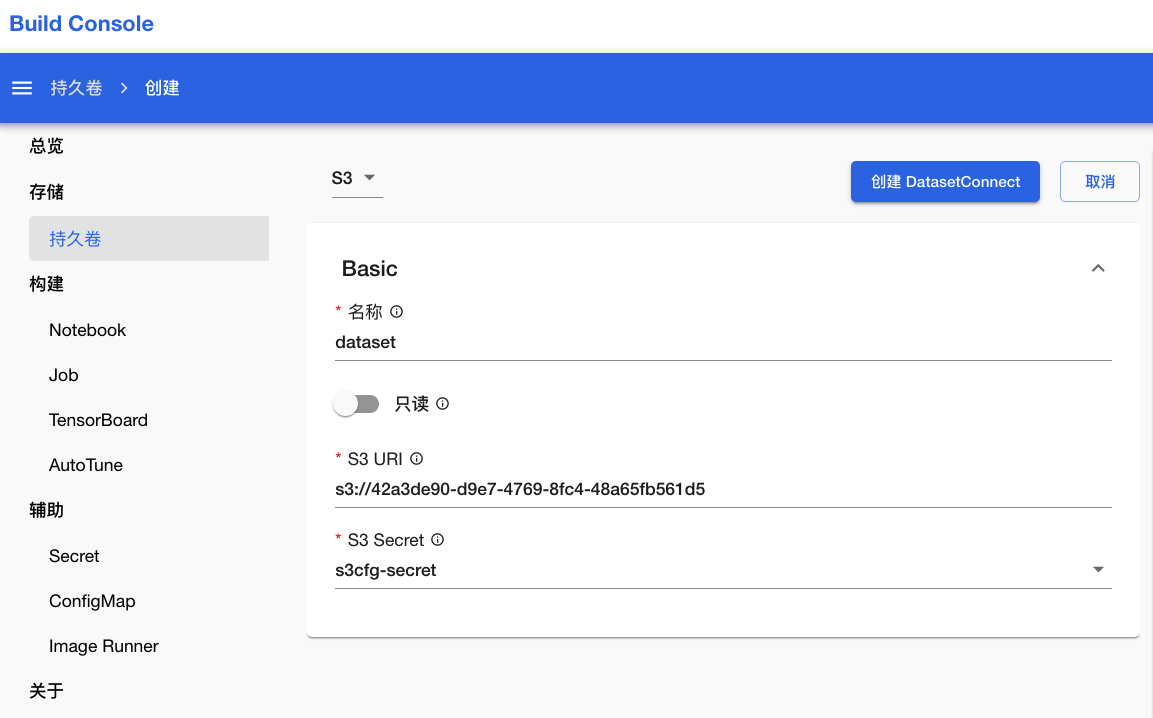 Build Console
持久卷 > 创建
总览
存储
持久卷
构建
Notebook
Job
TensorBoard
AutoTune
辅助
Secret
ConfigMap
Image Runner
关于
S3
创建 DatasetConnect
取消
Basic
* 名称
dataset
只读
* S3 URI
s3://42a3de90-d9e7-4769-8fc4-48a65fb561d5
* S3 Secret
s3cfg-secret